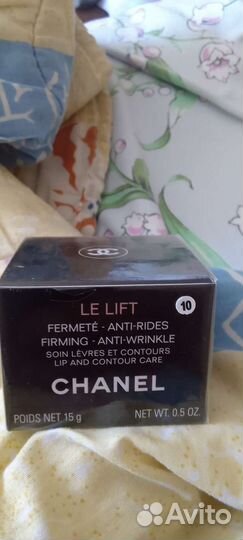 LE LIFT
10
FERMETÉ - ANTI-RIDES
FIRMING - ANTI-WRINKLE
SOIN LÈVRES ET CONTOURS
LIP AND CONTOUR CARE
CHANEL
POIDS NET 15 g
NET WT. 0.5 OZ.
Avito